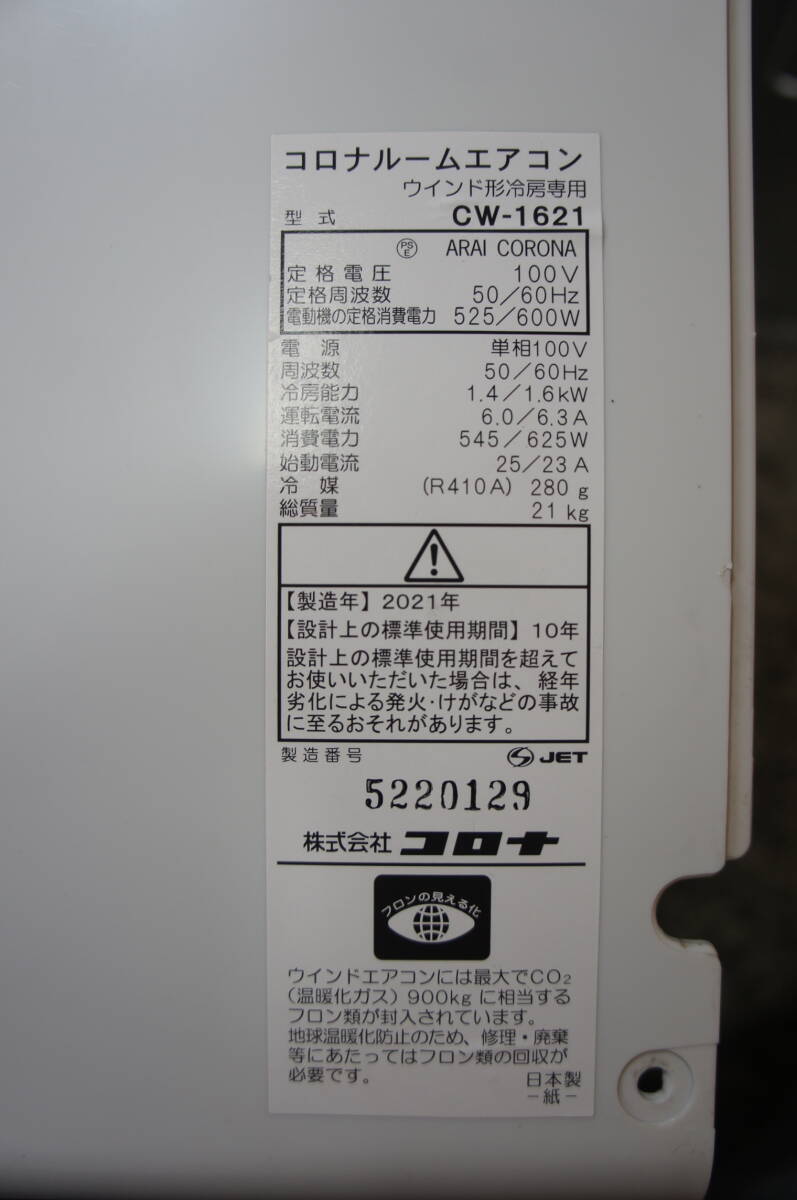 コロナルームエアコン
ウインド形冷房専用
型式 CW-1621
PSE ARAI CORONA
定格電圧 100V
定格周波数 50/60Hz
電動機の定格消費電力 525/600W
電源 単相100V
周波数 50/60Hz
冷房能力 1.4/1.6kW
運転電流 6.0/6.3A
消費電力 545/625W
始動電流 25/23A
冷媒 (R410A) 280g
総質量 21kg
【製造年】2021年
【設計上の標準使用期間】10年
設計上の標準使用期間を超えて
お使いいただいた場合は、経年
劣化による発火・けがなどの事故
に至るおそれがあります。
製造番号 JET
5220129
株式会社 コロナ
フロンの見える化
ウインドエアコンには最大でCO₂
(温暖化ガス)900kgに相当する
フロン類が封入されています。
地球温暖化防止のため、修理・廃棄
等にあたってはフロン類の回収が
必要です。 日本製
-紙-